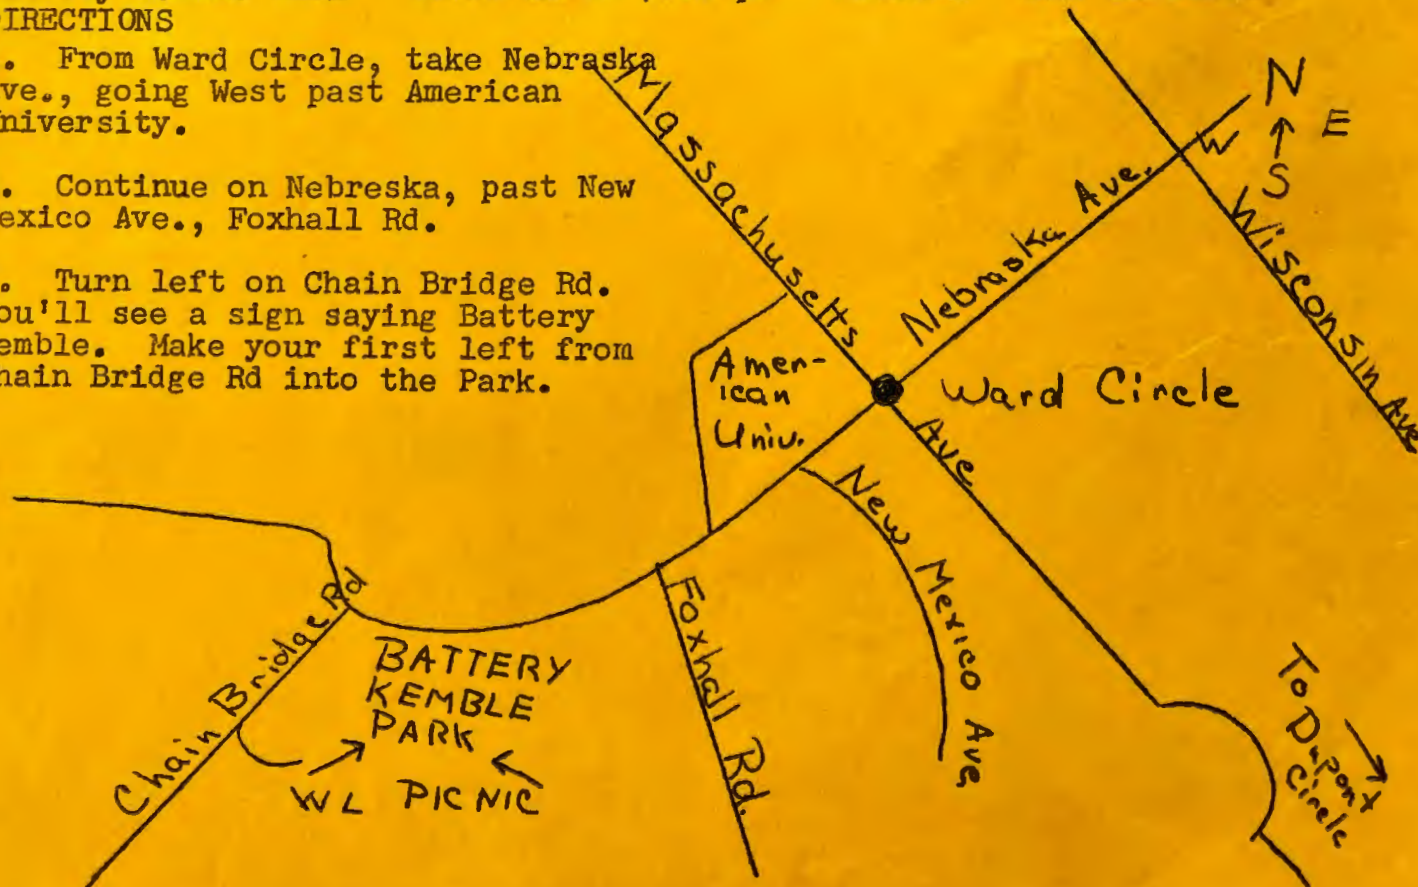 IRECTIONS
. From Ward Circle, take Nebraska
ve., going West past American
niversity.
. Continue on Nebreska, past New
exico Ave., Foxhall Rd.
. Turn left on Chain Bridge Rd.
ou'll see a sign saying Battery
emble. Make your first left from
hain Bridge Rd into the Park.
Massachusetts
Ave
Nebraska Ave.
N
W E
S
Wisconsin Ave
Amer-
ican
Univ.
Ward Circle
New Mexico Ave.
Foxhall Rd.
Chain Bridge Rd
BATTERY
KEMBLE
PARK
WL PICNIC
To
Dupont
Circle